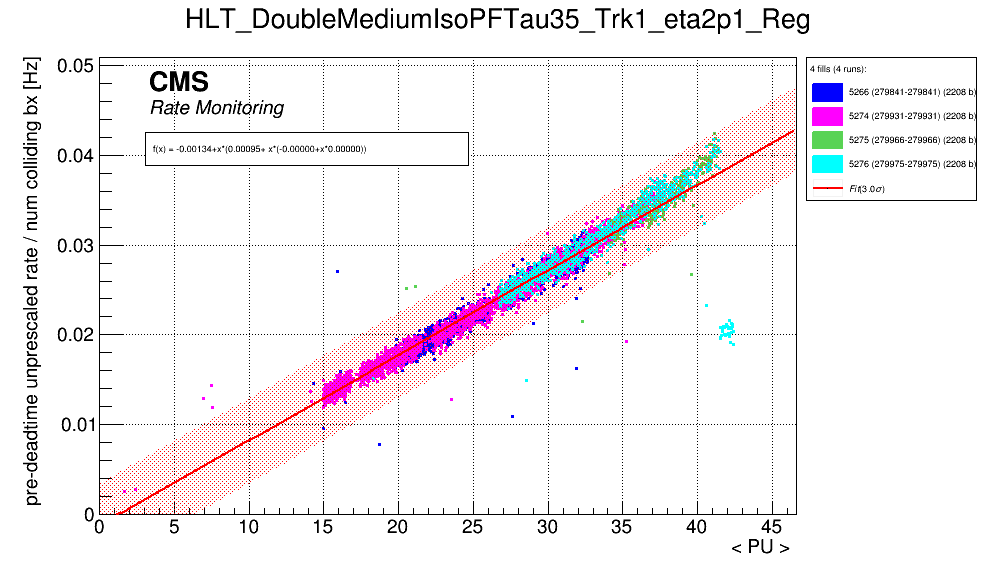 HLT_DoubleMediumIsoPFTau35_Trk1_eta2p1_Reg
pre-deadtime unprescaled rate / num colliding bx [Hz]
0.05
0.04
0.03
0.02
0.01
0
CMS
Rate Monitoring
f(x) = -0.00134+x*(0.00095+ x*(-0.00000+x*0.00000))
0 5 10 15 20 25 30 35 40 45
< PU >
4 fills (4 runs):
5266 (279841-279841) (2208 b)
5274 (279931-279931) (2208 b)
5275 (279966-279966) (2208 b)
5276 (279975-279975) (2208 b)
Fit(3.0σ)